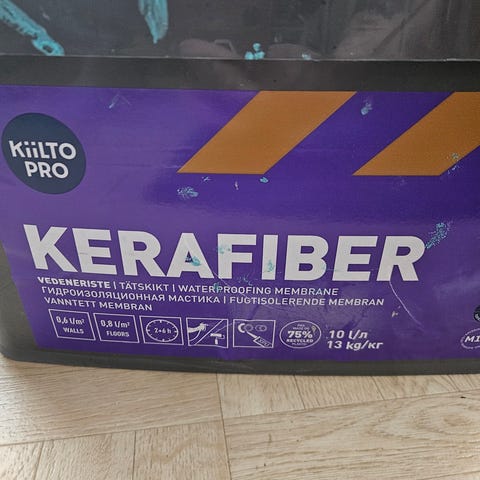 KiiLTO
PRO
KERAFIBER
VEDENERISTE | TÄTSKIKT | WATERPROOFING MEMBRANE
ГИДРОИЗОЛЯЦИОННАЯ МАСТИКА | FUGTISOLERENDE MEMBRAN
VANNTETT MEMBRAN
0,6 l/m²
WALLS
0,8 l/m²
FLOORS
2+6 h
75%
RECYCLED
10 l/л
13 kg/кг